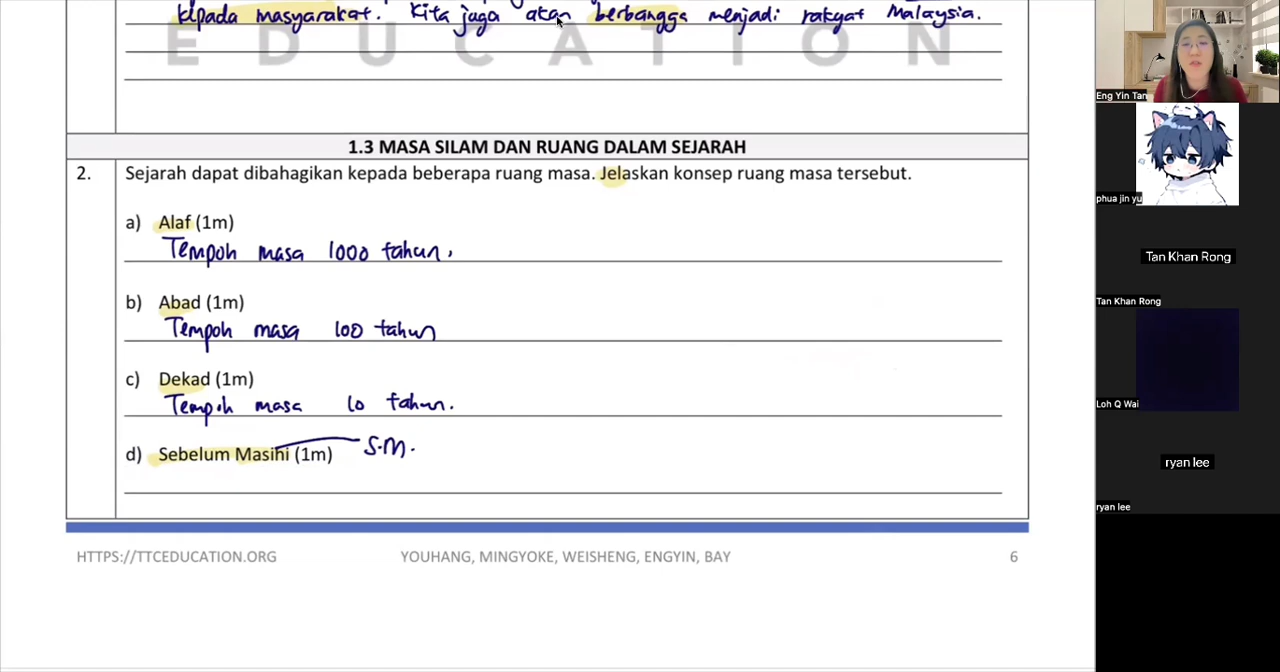 kepada masyarakat. Kita juga akan berbangga menjadi rakyat Malaysia.
EDUCATION
1.3 MASA SILAM DAN RUANG DALAM SEJARAH
2. Sejarah dapat dibahagikan kepada beberapa ruang masa. Jelaskan konsep ruang masa tersebut.
a) Alaf (1m)
Tempoh masa 1000 tahun.
b) Abad (1m)
Tempoh masa 100 tahun
c) Dekad (1m)
Tempoh masa 10 tahun.
d) Sebelum Masihi (1m) S.M.
HTTPS://TTCEDUCATION.ORG YOUHANG, MINGYOKE, WEISHENG, ENGYIN, BAY 6
Eng Yin Tan
phua jin yu
Tan Khan Rong
Tan Khan Rong
Loh Q Wai
ryan lee
ryan lee